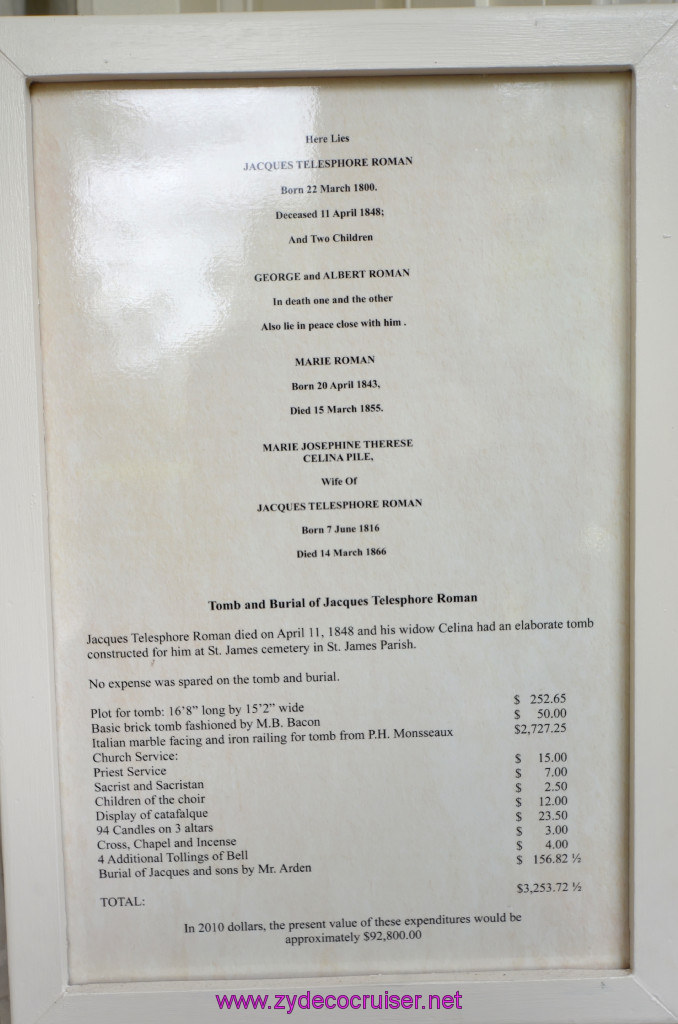 Here Lies
JACQUES TELESPHORE ROMAN
Born 22 March 1800.
Deceased 11 April 1848;
And Two Children
GEORGE and ALBERT ROMAN
In death one and the other
Also lie in peace close with him .
MARIE ROMAN
Born 20 April 1843,
Died 15 March 1855.
MARIE JOSEPHINE THERESE
CELINA PILE,
Wife Of
JACQUES TELESPHORE ROMAN
Born 7 June 1816
Died 14 March 1866
Tomb and Burial of Jacques Telesphore Roman
Jacques Telesphore Roman died on April 11, 1848 and his widow Celina had an elaborate tomb
constructed for him at St. James cemetery in St. James Parish.
No expense was spared on the tomb and burial.
Plot for tomb: 16'8" long by 15'2" wide $ 252.65
Basic brick tomb fashioned by M.B. Bacon $ 50.00
Italian marble facing and iron railing for tomb from P.H. Monsseaux $2,727.25
Church Service:
Priest Service $ 15.00
Sacrist and Sacristan $ 7.00
Children of the choir $ 2.50
Display of catafalque $ 12.00
94 Candles on 3 altars $ 23.50
Cross, Chapel and Incense $ 3.00
4 Additional Tollings of Bell $ 4.00
Burial of Jacques and sons by Mr. Arden $ 156.82 ½
TOTAL: $3,253.72 ½
In 2010 dollars, the present value of these expenditures would be
approximately $92,800.00
www.zydecocruiser.net